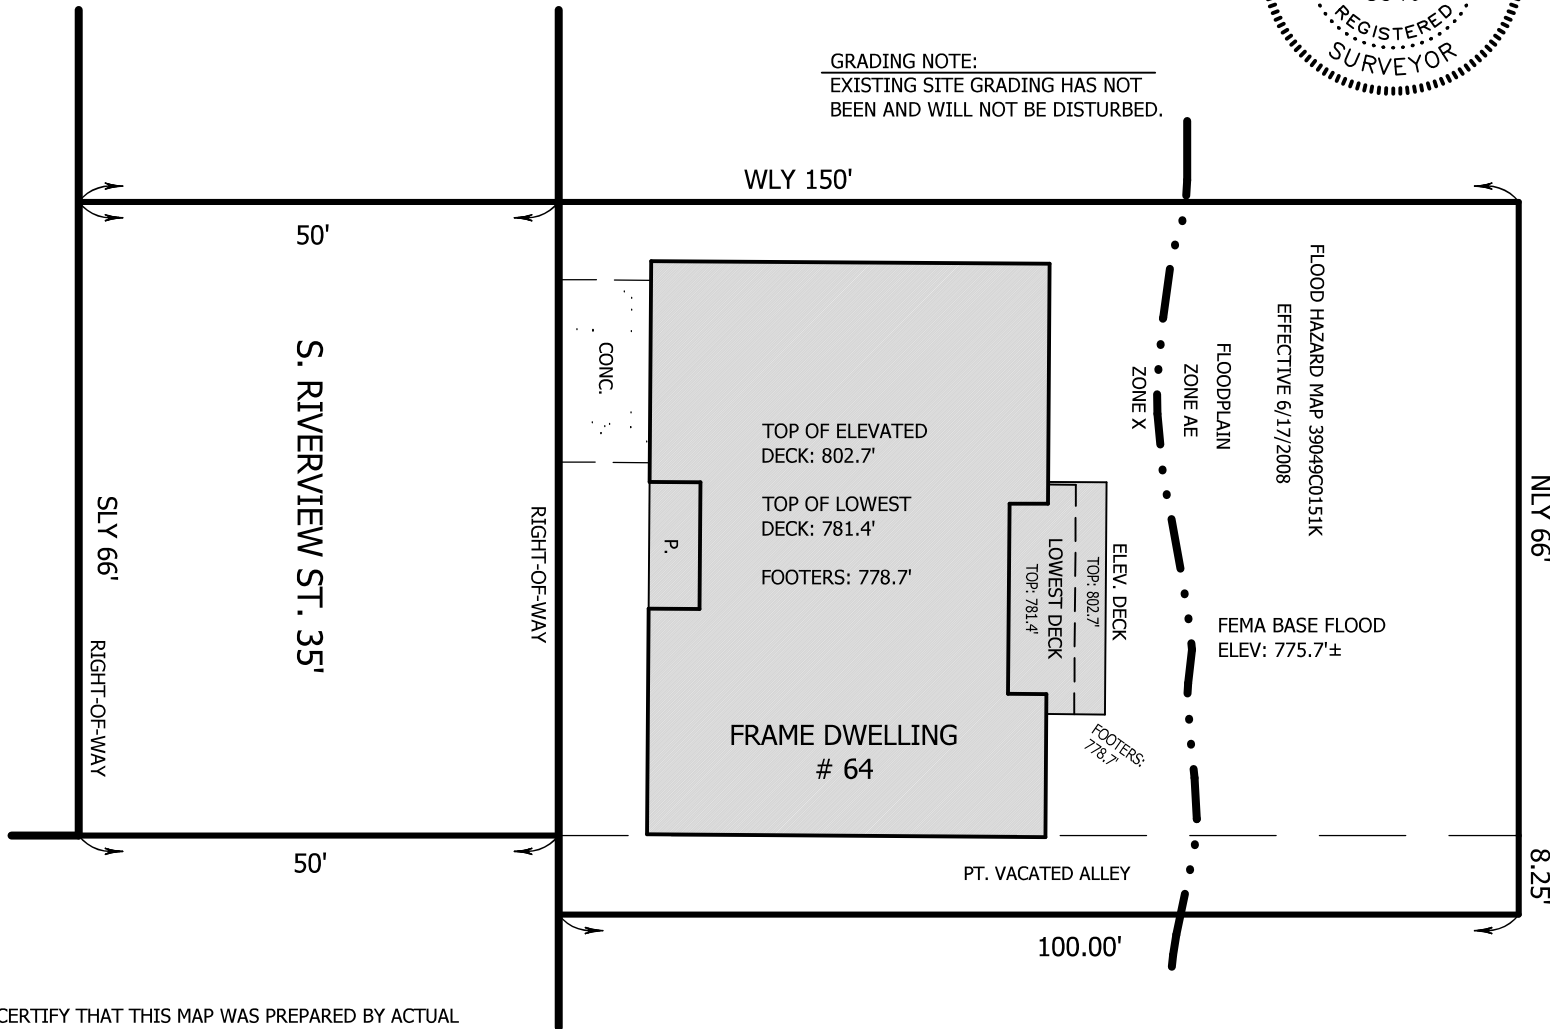 REGISTERED
SURVEYOR
GRADING NOTE:
EXISTING SITE GRADING HAS NOT
BEEN AND WILL NOT BE DISTURBED.
WLY 150'
50'
S. RIVERVIEW ST. 35'
SLY 66'
RIGHT-OF-WAY
RIGHT-OF-WAY
50'
CONC.
P.
TOP OF ELEVATED
DECK: 802.7'
TOP OF LOWEST
DECK: 781.4'
FOOTERS: 778.7'
FRAME DWELLING
# 64
ELEV. DECK
TOP: 802.7'
LOWEST DECK
TOP: 781.4'
FOOTERS:
778.7'
FLOOD HAZARD MAP 39049C0151K
EFFECTIVE 6/17/2008
FLOODPLAIN
ZONE AE
ZONE X
FEMA BASE FLOOD
ELEV: 775.7'±
NLY 66'
8.25'
PT. VACATED ALLEY
100.00'
CERTIFY THAT THIS MAP WAS PREPARED BY ACTUAL